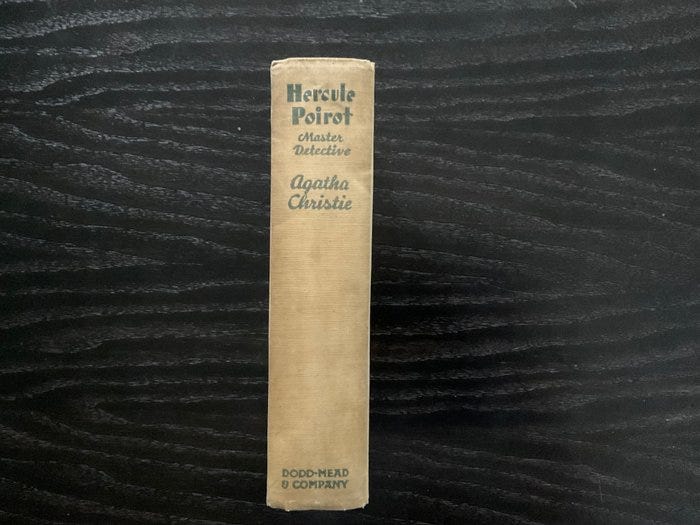 Hercule
Poirot
Master
Detective
Agatha
Christie
DODD-MEAD
& COMPANY